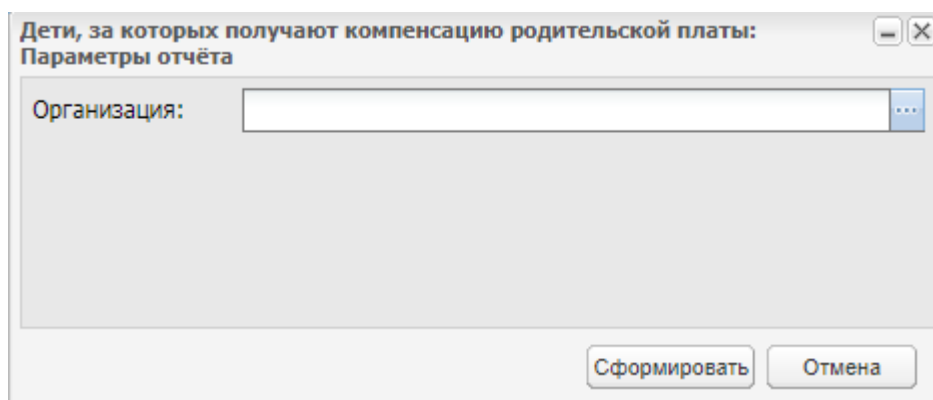 Дети, за которых получают компенсацию родительской платы:
Параметры отчёта
Организация:
Сформировать
Отмена